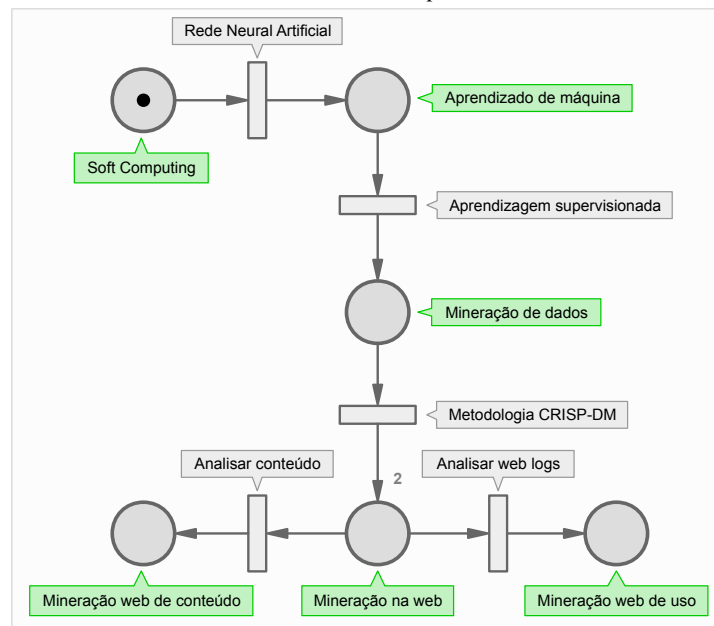 Rede Neural Artificial
Aprendizado de máquina
Soft Computing
Aprendizagem supervisionada
Mineração de dados
Metodologia CRISP-DM
Analisar conteúdo
Analisar web logs
2
Mineração web de conteúdo
Mineração na web
Mineração web de uso